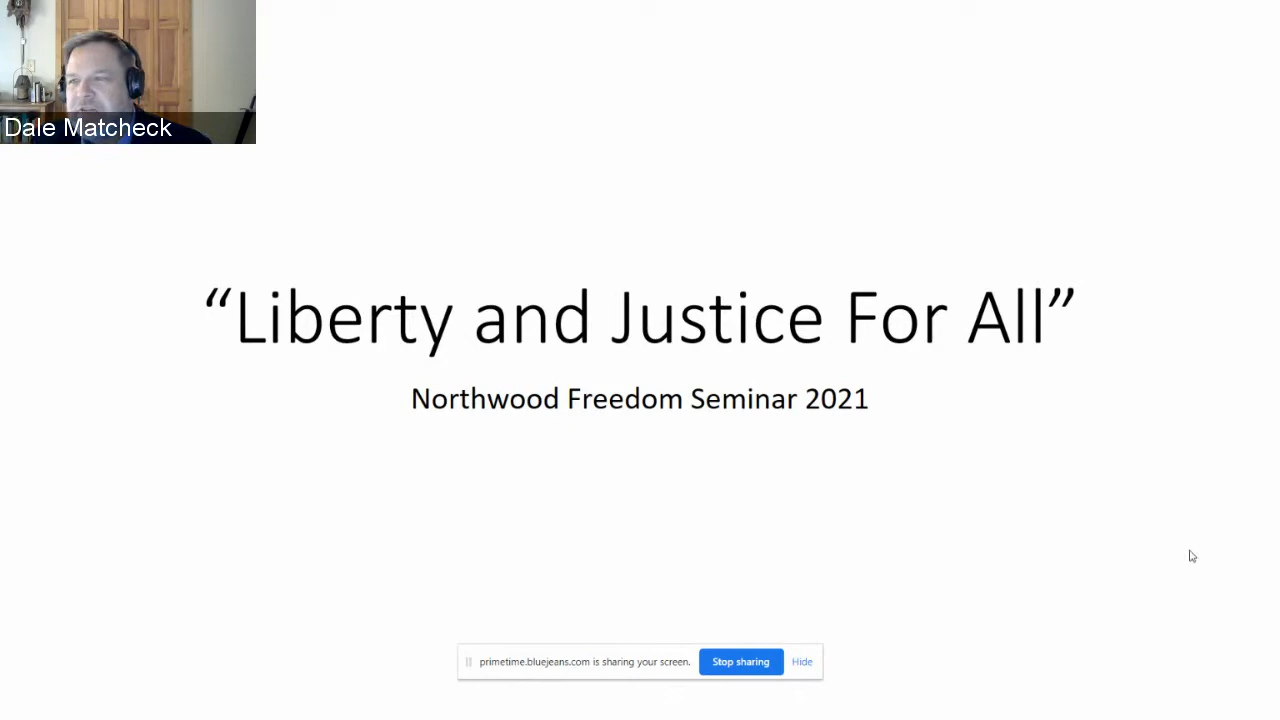 Dale Matcheck
“Liberty and Justice For All”
Northwood Freedom Seminar 2021
primetime.bluejeans.com is sharing your screen. Stop sharing Hide